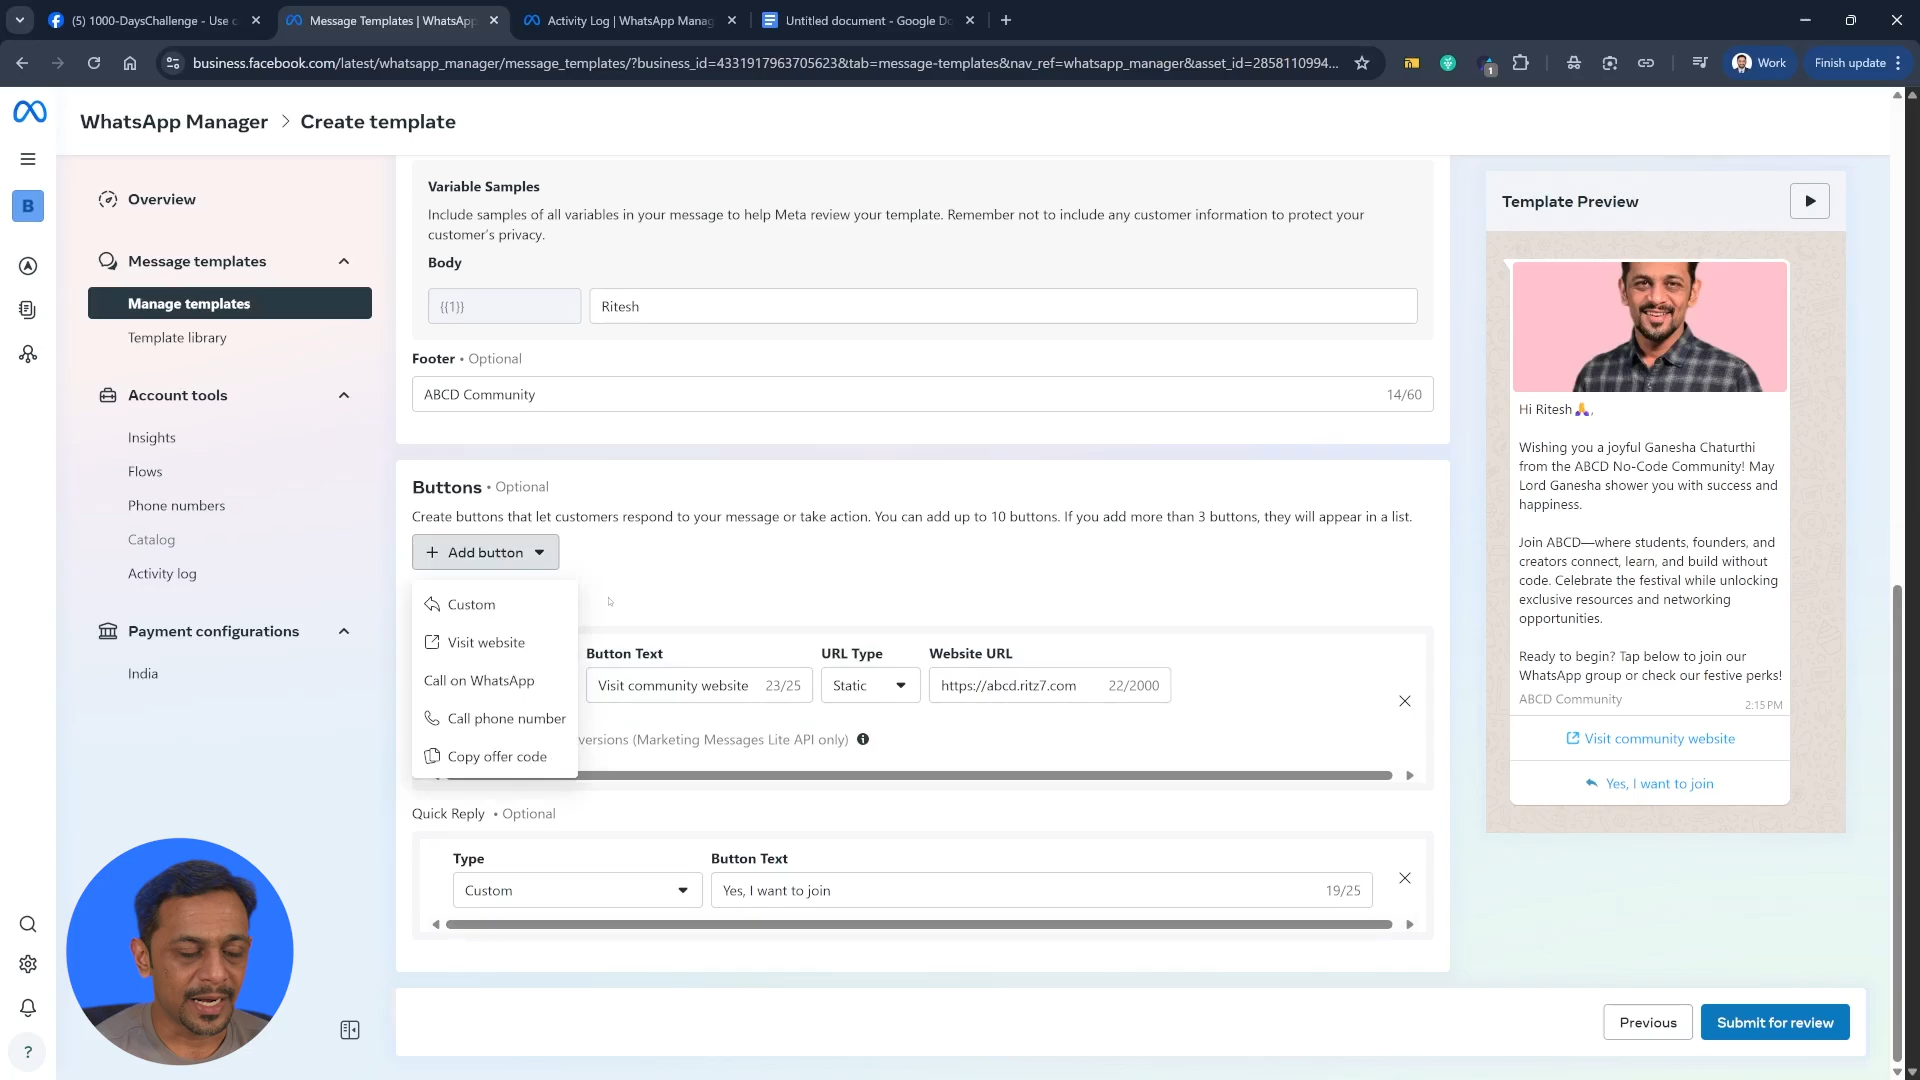 (5) 1000-DaysChallenge - Use c
Message Templates | WhatsApp
Activity Log | WhatsApp Manag
Untitled document - Google Do
business.facebook.com/latest/whatsapp_manager/message_templates/?business_id=4331917963705623&tab=message-templates&nav_ref=whatsapp_manager&asset_id=2858110994...
1
Work
Finish update
WhatsApp Manager > Create template
B
Overview
Message templates
Manage templates
Template library
Account tools
Insights
Flows
Phone numbers
Catalog
Activity log
Payment configurations
India
?
Variable Samples
Include samples of all variables in your message to help Meta review your template. Remember not to include any customer information to protect your
customer's privacy.
Body
{{1}}
Ritesh
Footer • Optional
ABCD Community
14/60
Buttons • Optional
Create buttons that let customers respond to your message or take action. You can add up to 10 buttons. If you add more than 3 buttons, they will appear in a list.
+ Add button
Custom
Visit website
Call on WhatsApp
Call phone number
Copy offer code
Button Text
URL Type
Website URL
Visit community website
23/25
Static
https://abcd.ritz7.com
22/2000
versions (Marketing Messages Lite API only)
Quick Reply • Optional
Type
Button Text
Custom
Yes, I want to join
19/25
Previous
Submit for review
Template Preview
Hi Ritesh🙏,
Wishing you a joyful Ganesha Chaturthi
from the ABCD No-Code Community! May
Lord Ganesha shower you with success and
happiness.
Join ABCD—where students, founders, and
creators connect, learn, and build without
code. Celebrate the festival while unlocking
exclusive resources and networking
opportunities.
Ready to begin? Tap below to join our
WhatsApp group or check our festive perks!
ABCD Community
2:15 PM
Visit community website
Yes, I want to join